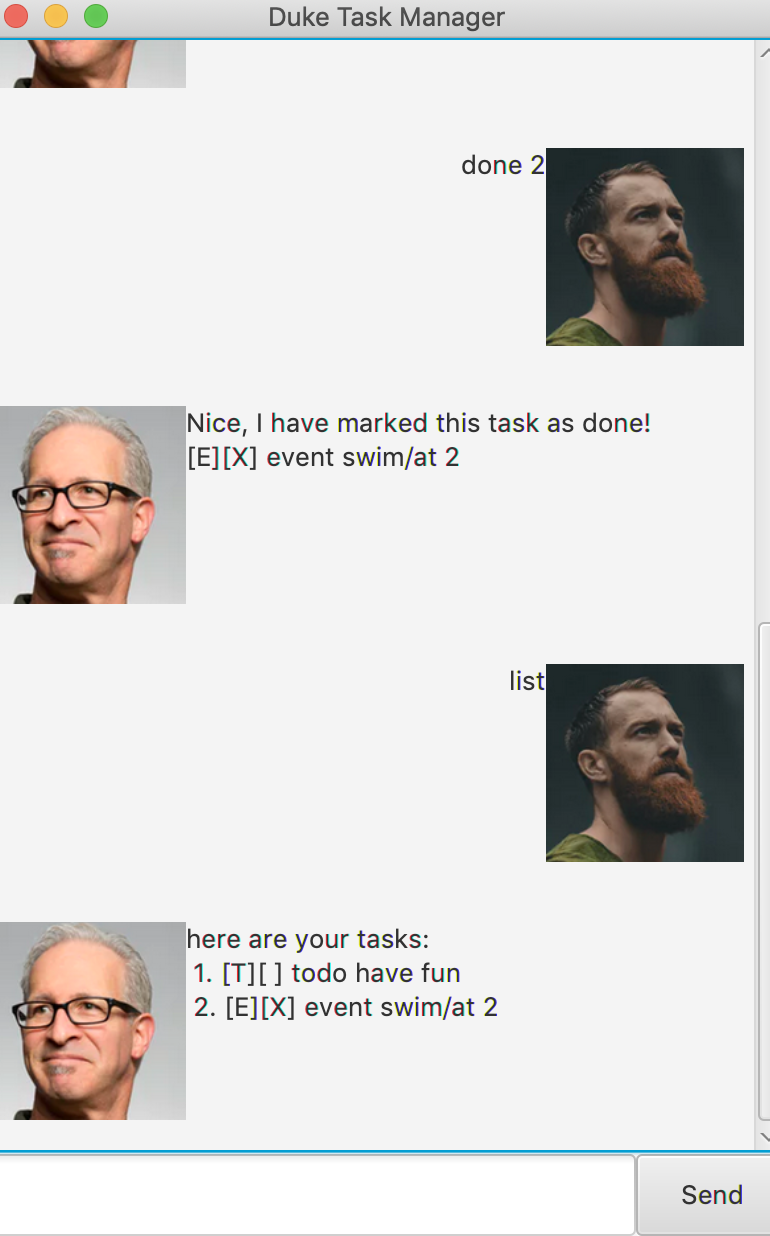 Duke Task Manager
done 2
Nice, I have marked this task as done!
[E][X] event swim/at 2
list
here are your tasks:
1. [T][ ] todo have fun
2. [E][X] event swim/at 2
Send